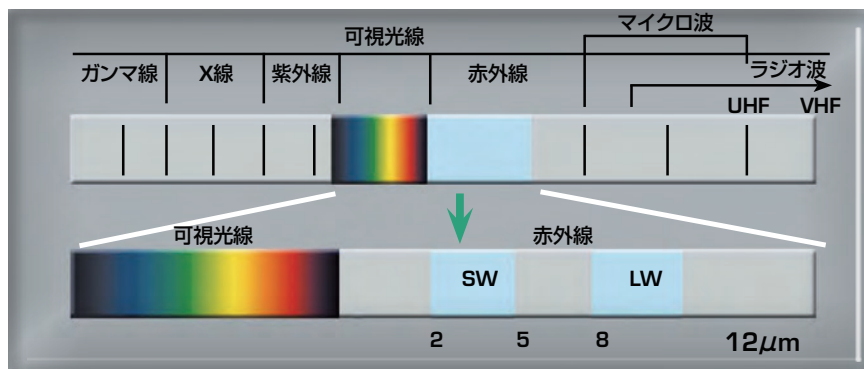 可視光線
マイクロ波
ガンマ線 X線 紫外線 赤外線 ラジオ波
UHF VHF
可視光線 赤外線
SW LW
2 5 8 12μm